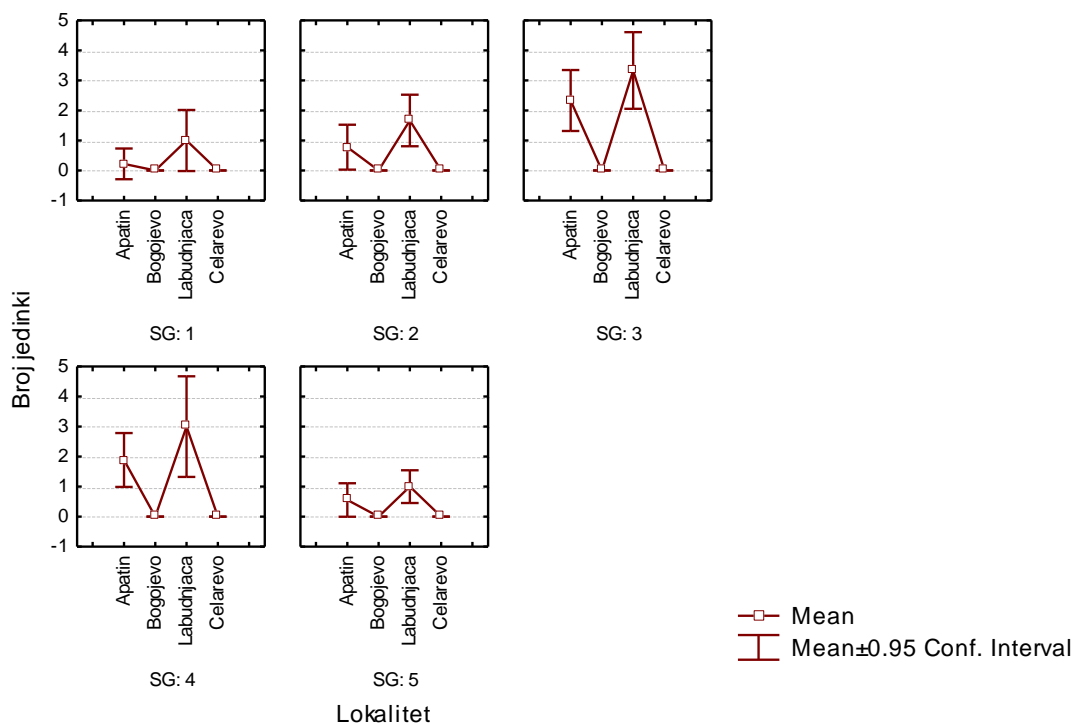 5
4
3
2
1
0
-1
Apatin
Bogojevo
Labudnjaca
Celarevo
SG: 1
Apatin
Bogojevo
Labudnjaca
Celarevo
SG: 2
Apatin
Bogojevo
Labudnjaca
Celarevo
SG: 3
Broj jedinki
5
4
3
2
1
0
-1
Apatin
Bogojevo
Labudnjaca
Celarevo
SG: 4
Apatin
Bogojevo
Labudnjaca
Celarevo
SG: 5
Lokalitet
Mean
Mean±0.95 Conf. Interval